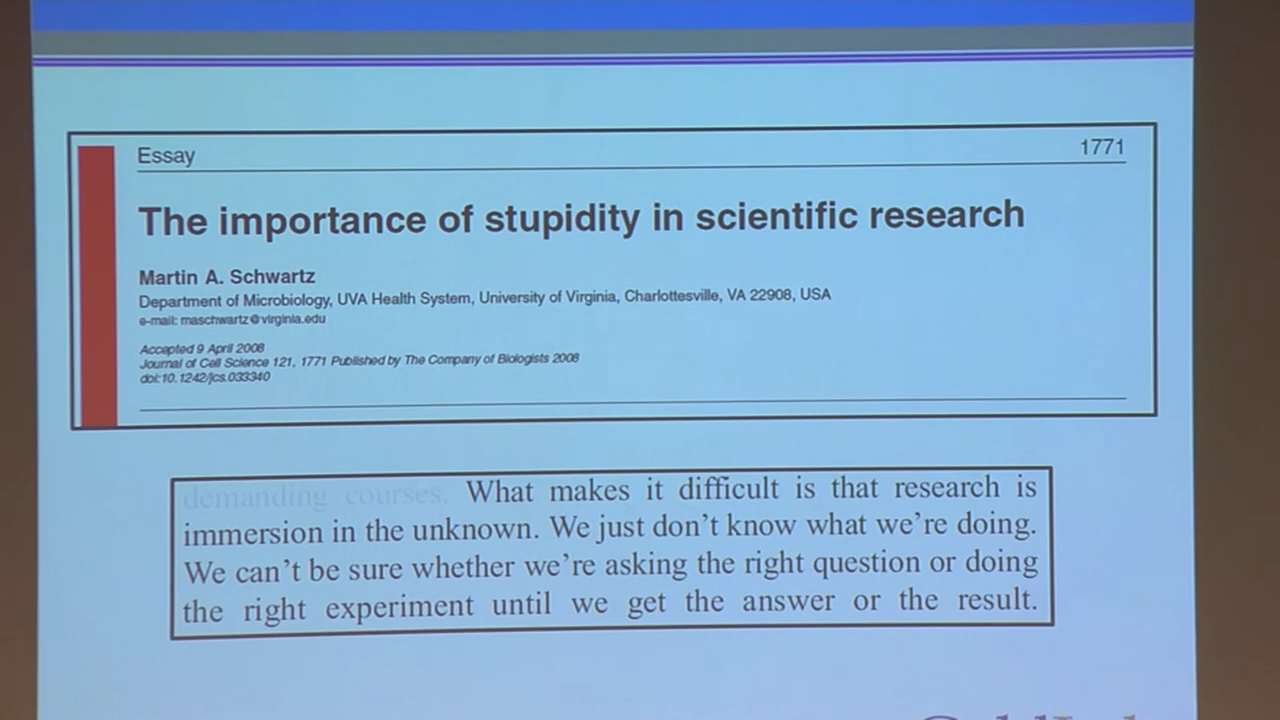 Essay 1771
The importance of stupidity in scientific research
Martin A. Schwartz
Department of Microbiology, UVA Health System, University of Virginia, Charlottesville, VA 22908, USA
e-mail: maschwartz@virginia.edu
Accepted 9 April 2008
Journal of Cell Science 121, 1771 Published by The Company of Biologists 2008
doi:10.1242/jcs.033340
demanding courses. What makes it difficult is that research is
immersion in the unknown. We just don't know what we're doing.
We can't be sure whether we're asking the right question or doing
the right experiment until we get the answer or the result.